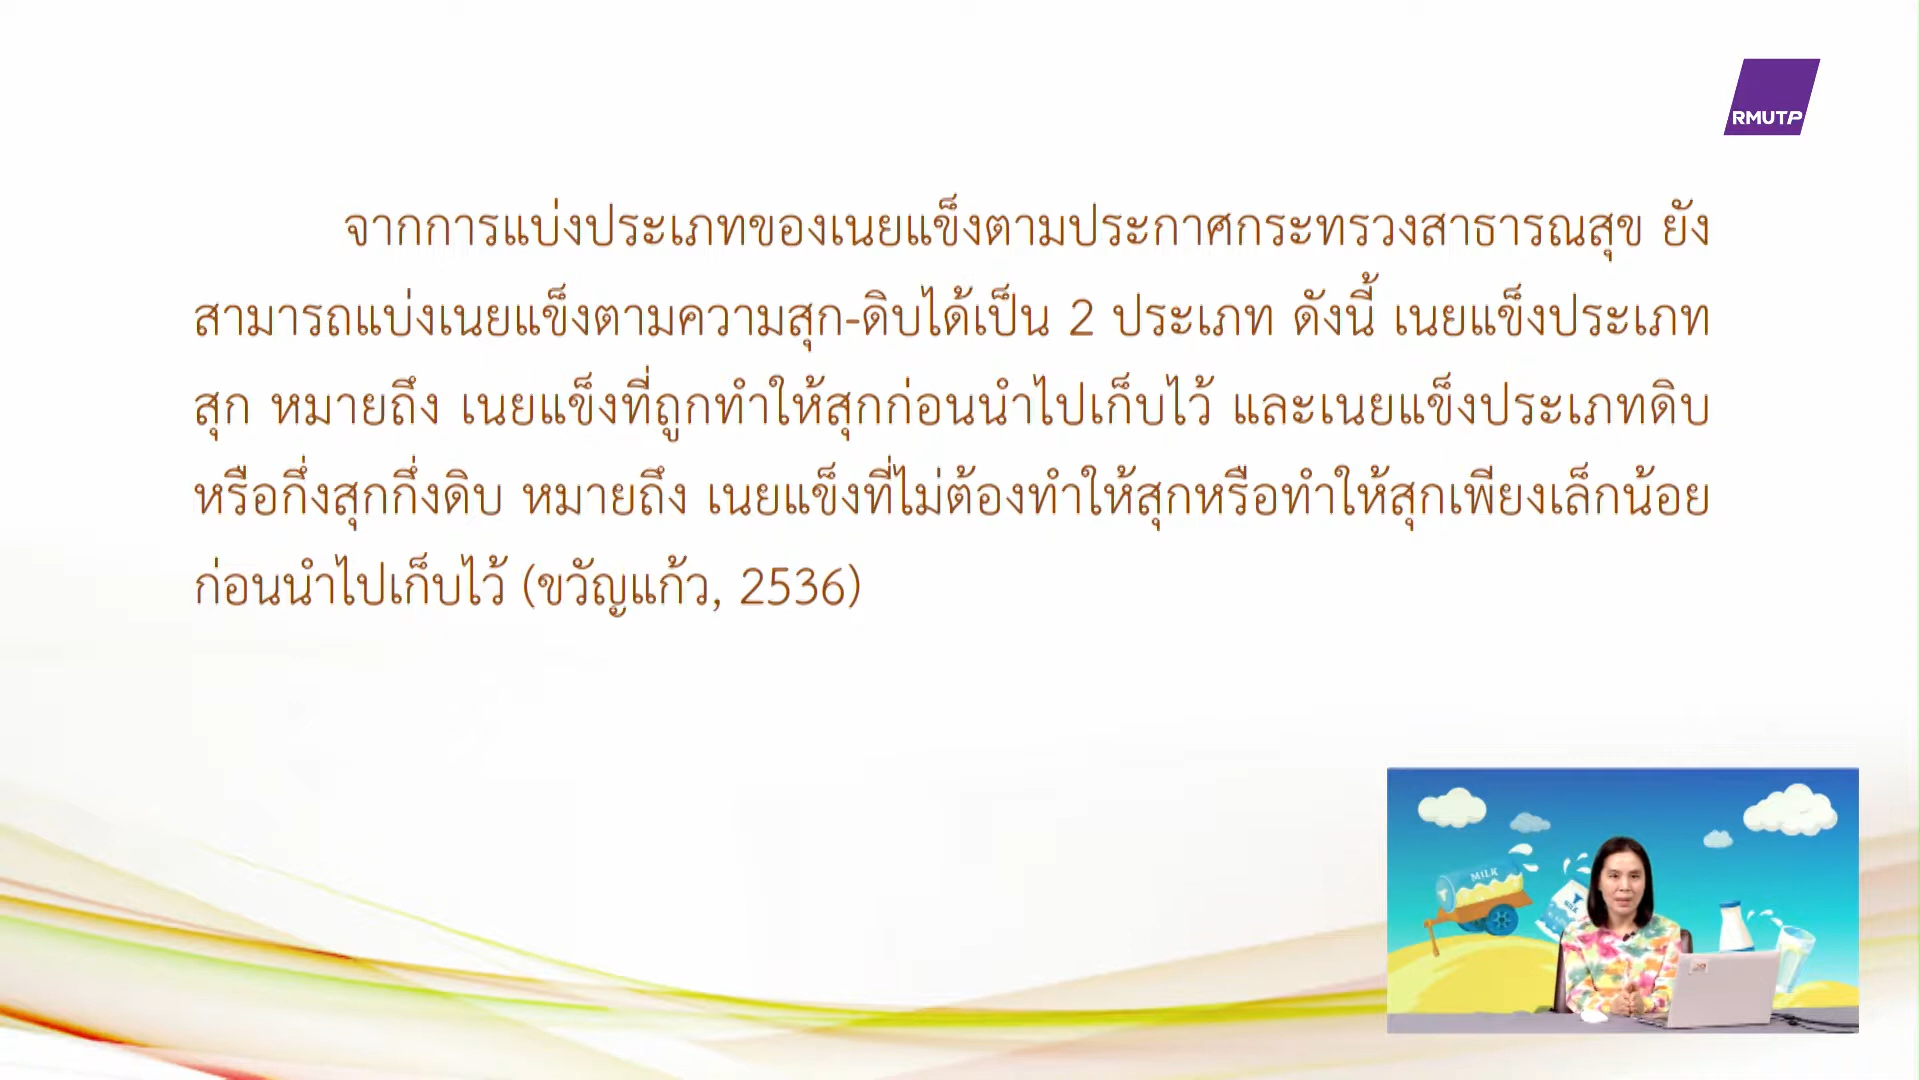 RMUTP
จากการแบ่งประเภทของเนยแข็งตามประกาศกระทรวงสาธารณสุข ยัง
สามารถแบ่งเนยแข็งตามความสุก-ดิบได้เป็น 2 ประเภท ดังนี้ เนยแข็งประเภท
สุก หมายถึง เนยแข็งที่ถูกทำให้สุกก่อนนำไปเก็บไว้ และเนยแข็งประเภทดิบ
หรือกึ่งสุกกึ่งดิบ หมายถึง เนยแข็งที่ไม่ต้องทำให้สุกหรือทำให้สุกเพียงเล็กน้อย
ก่อนนำไปเก็บไว้ (ขวัญแก้ว, 2536)
MILK
MILK